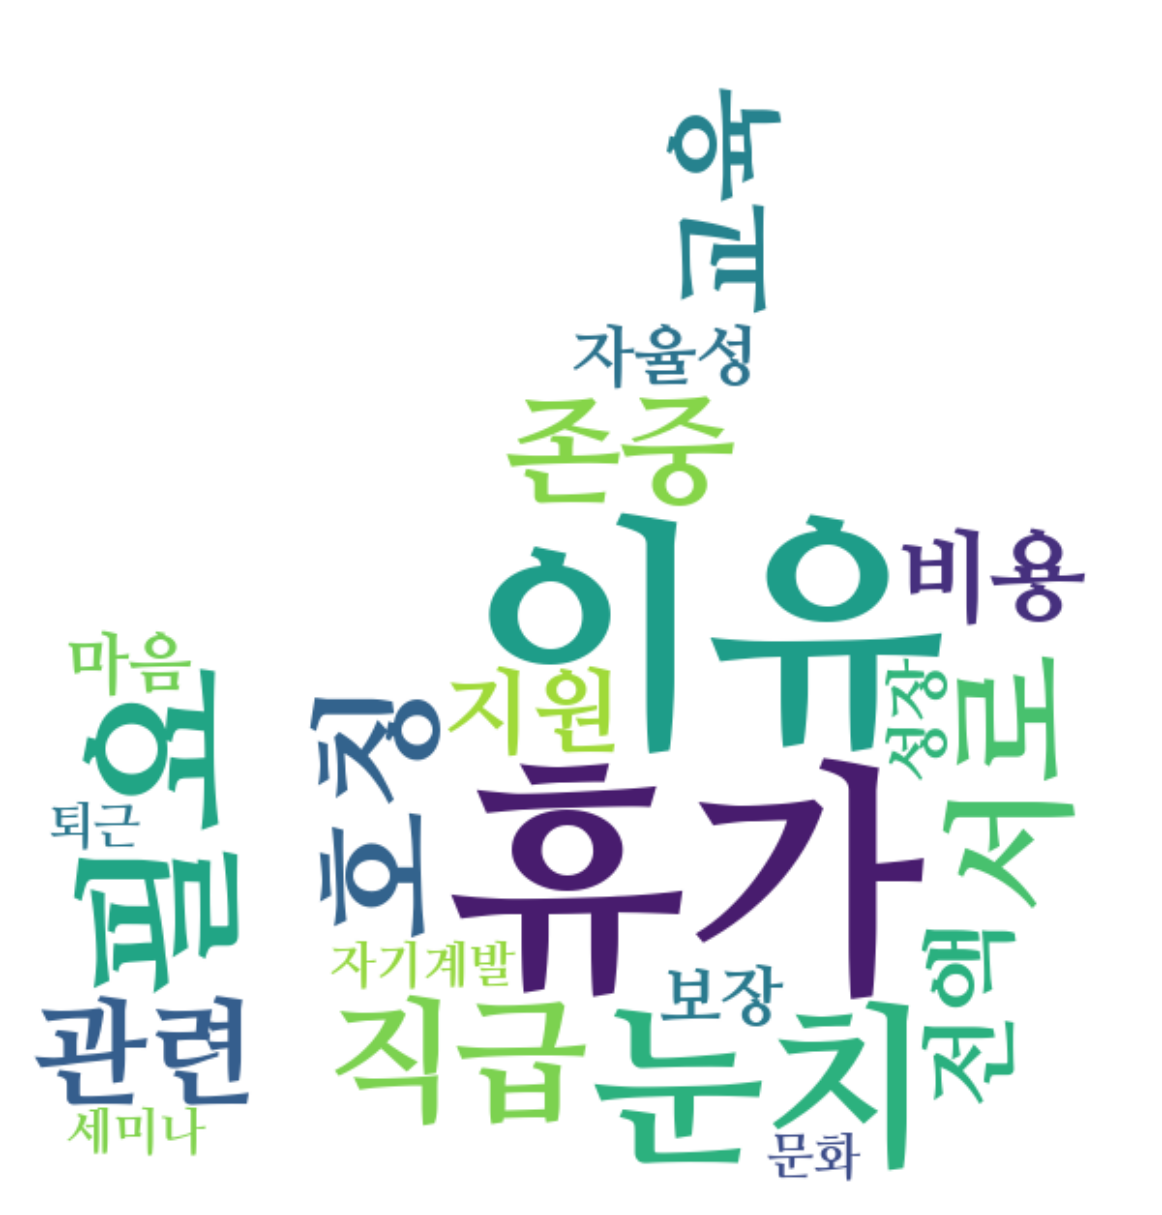 교육
자율성
존중
이유
비용
마음
지원
성장
서로
필요
호칭
휴가
퇴근
자기계발
보장
전액
관련
직급
눈치
세미나
문화